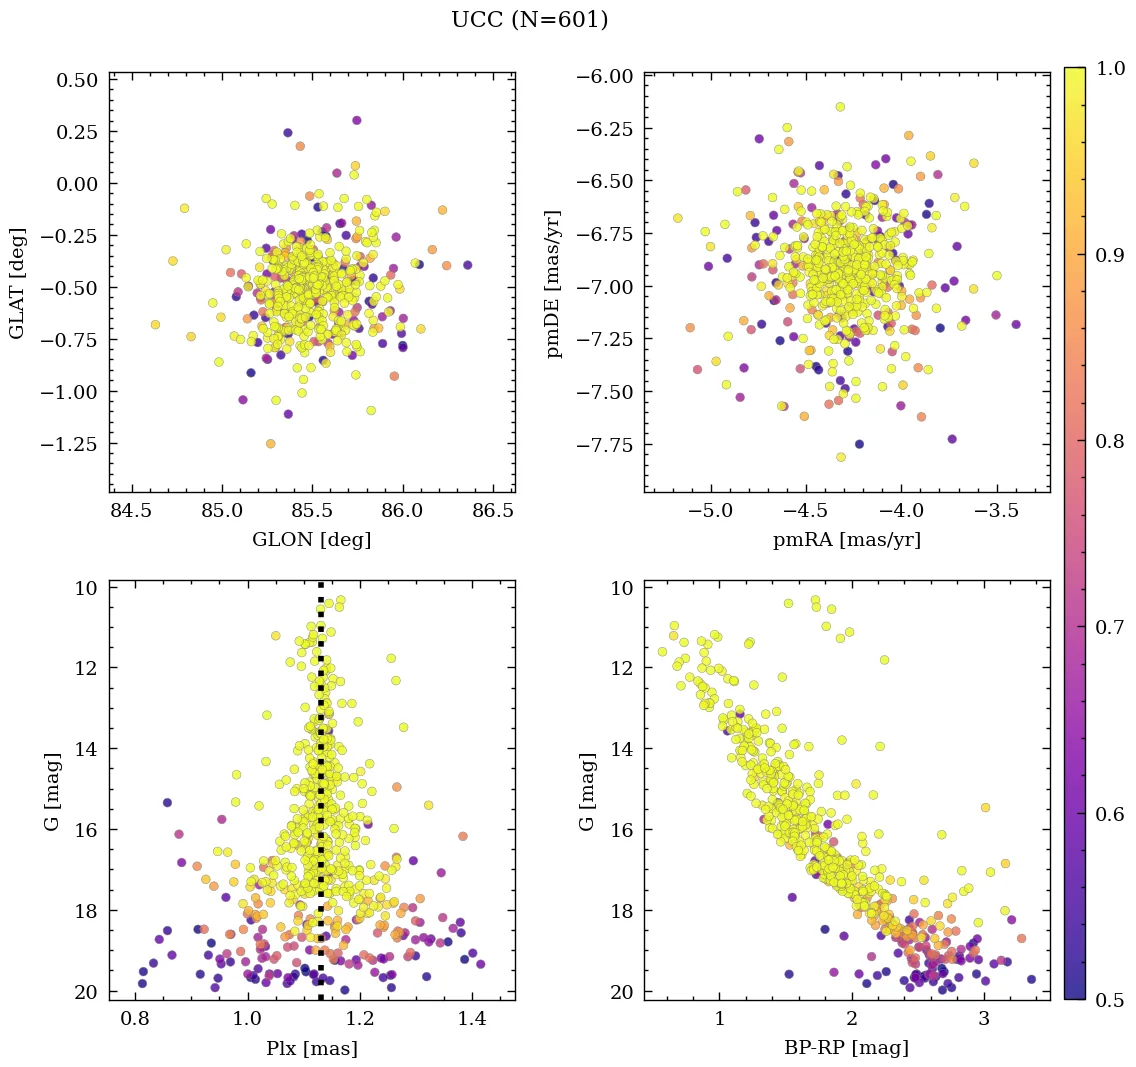 UCC (N=601)
0.50
0.25
0.00
−0.25
−0.50
−0.75
−1.00
−1.25
GLAT [deg]
84.5 85.0 85.5 86.0 86.5
GLON [deg]
−6.00
−6.25
−6.50
−6.75
−7.00
−7.25
−7.50
−7.75
pmDE [mas/yr]
−5.0 −4.5 −4.0 −3.5
pmRA [mas/yr]
10
12
14
16
18
20
G [mag]
0.8 1.0 1.2 1.4
Plx [mas]
10
12
14
16
18
20
G [mag]
1 2 3
BP-RP [mag]
1.0
0.9
0.8
0.7
0.6
0.5